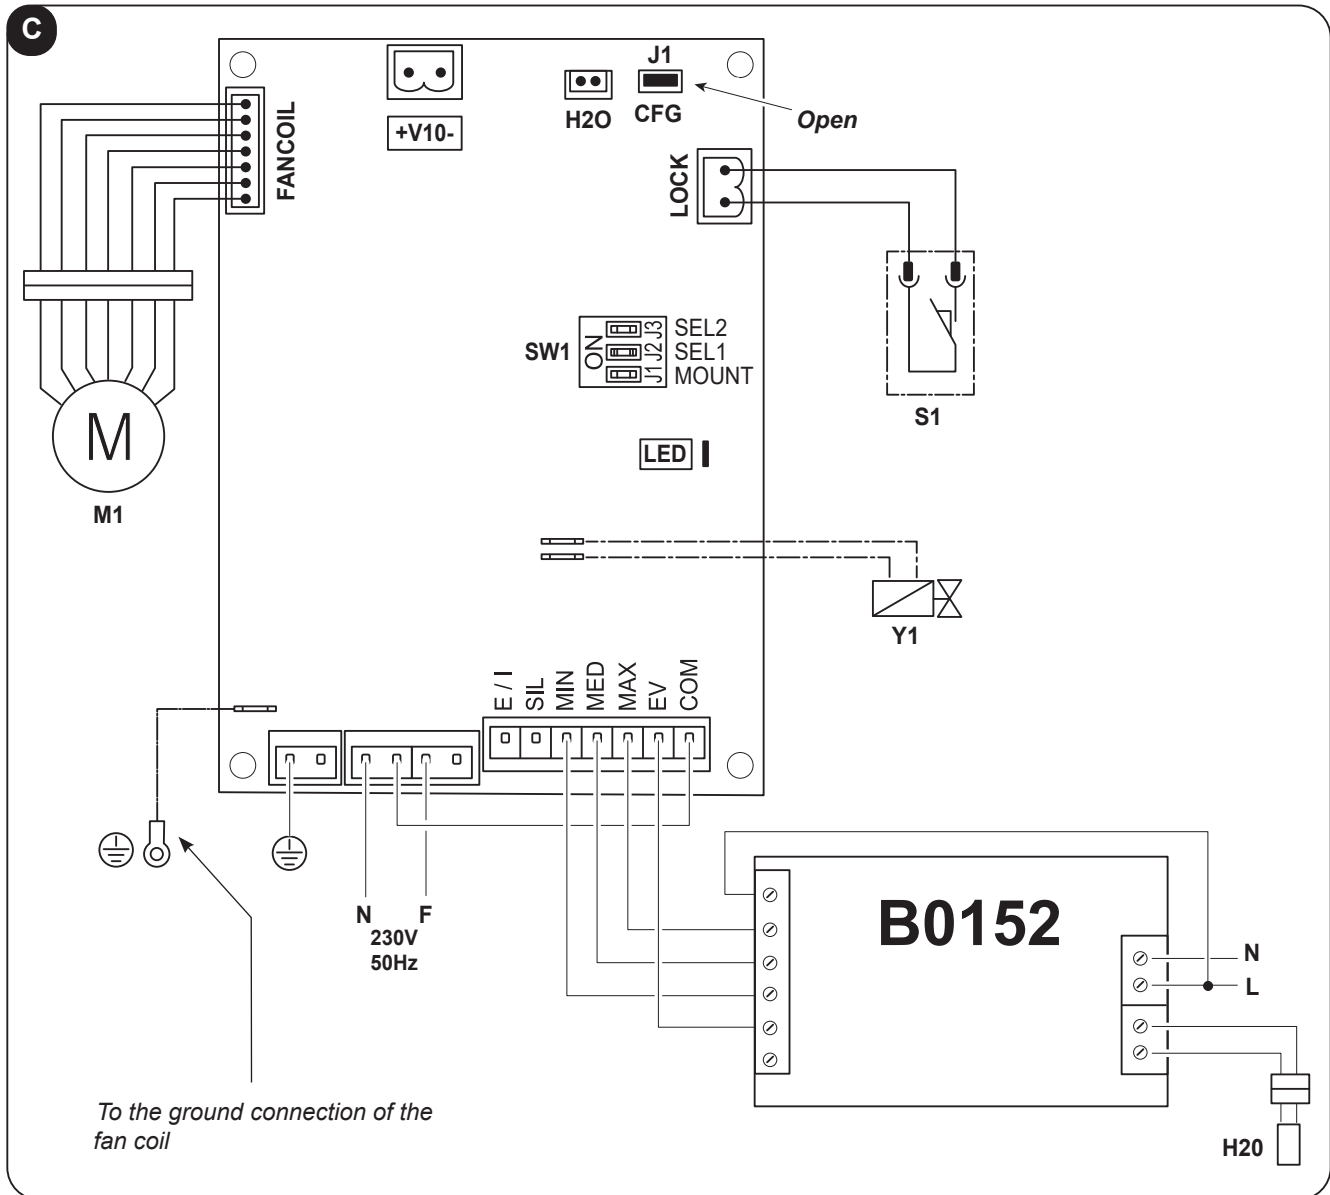 C
J1
+V10-
H2O
CFG
Open
FANCOIL
LOCK
SW1
ON
J3 SEL2
J2 SEL1
J1 MOUNT
S1
M
M1
LED
Y1
E / I
SIL
MIN
MED
MAX
EV
COM
N F
230V
50Hz
B0152
N
L
To the ground connection of the
fan coil
H20